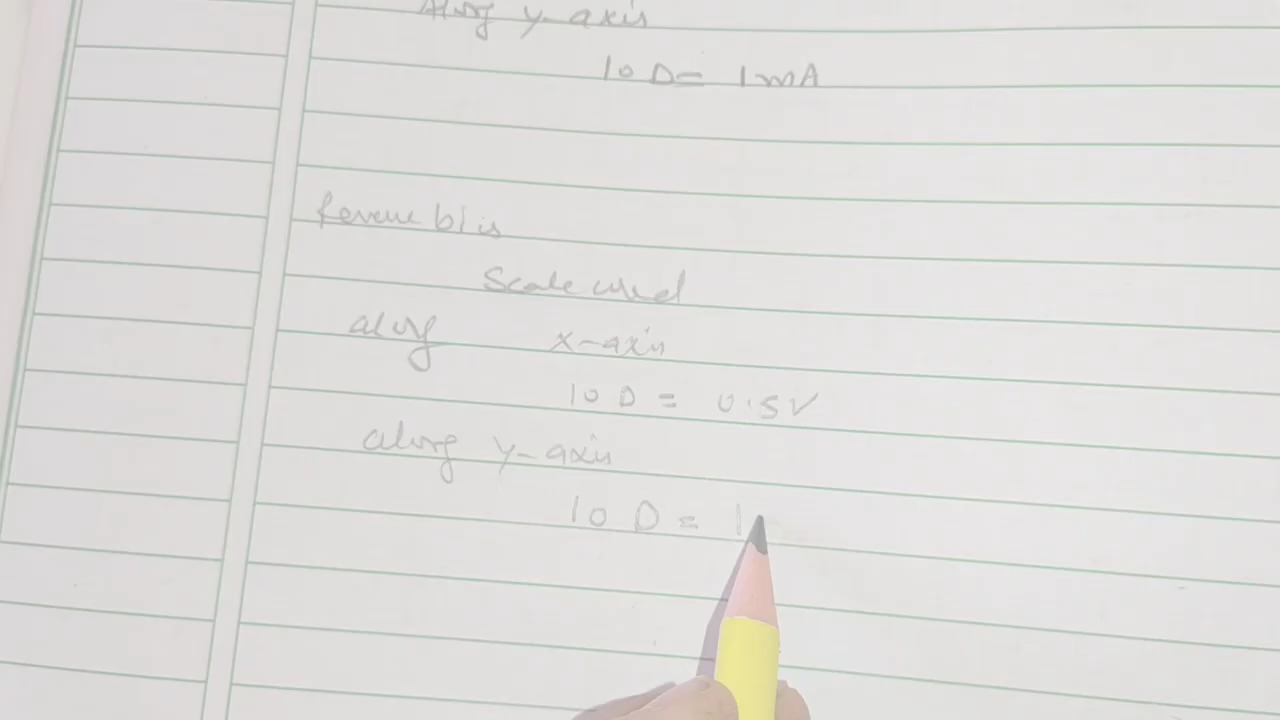 Along y-axis
10 D = 1mA
Reverse bias
Scale used
along x-axis
10 D = 0.5V
along y-axis
10 D = 1